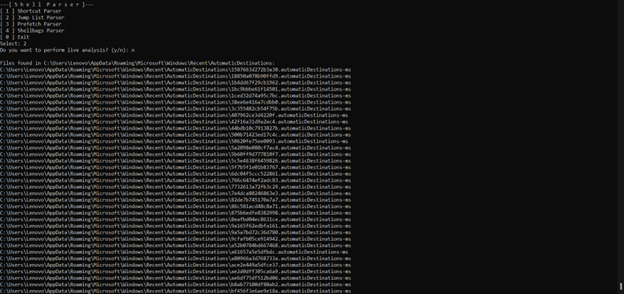 ---[ S h e l l  P a r s e r ]---
[ 1 ] Shortcut Parser
[ 2 ] Jump List Parser
[ 3 ] Prefetch Parser
[ 4 ] Shellbags Parser
[ 0 ] Exit
Select: 2
Do you want to perform live analysis? (y/n): n

Files found in C:\Users\Lenovo/AppData\Roaming\Microsoft\Windows\Recent\AutomaticDestinations:
C:\Users\Lenovo/AppData\Roaming\Microsoft\Windows\Recent\AutomaticDestinations\1587663d272b3a30.automaticDestinations-ms
C:\Users\Lenovo/AppData\Roaming\Microsoft\Windows\Recent\AutomaticDestinations\18850a078b90ffd9.automaticDestinations-ms
C:\Users\Lenovo/AppData\Roaming\Microsoft\Windows\Recent\AutomaticDestinations\1b4dd67f29cb1962.automaticDestinations-ms
C:\Users\Lenovo/AppData\Roaming\Microsoft\Windows\Recent\AutomaticDestinations\1bc9bbbe61f14501.automaticDestinations-ms
C:\Users\Lenovo/AppData\Roaming\Microsoft\Windows\Recent\AutomaticDestinations\1ced32d74a95c7bc.automaticDestinations-ms
C:\Users\Lenovo/AppData\Roaming\Microsoft\Windows\Recent\AutomaticDestinations\30ee6e416a7cdbb0.automaticDestinations-ms
C:\Users\Lenovo/AppData\Roaming\Microsoft\Windows\Recent\AutomaticDestinations\3c355482cb54f75b.automaticDestinations-ms
C:\Users\Lenovo/AppData\Roaming\Microsoft\Windows\Recent\AutomaticDestinations\407962ce3d4220f.automaticDestinations-ms
C:\Users\Lenovo/AppData\Roaming\Microsoft\Windows\Recent\AutomaticDestinations\42f16a31d9a2ec4.automaticDestinations-ms
C:\Users\Lenovo/AppData\Roaming\Microsoft\Windows\Recent\AutomaticDestinations\44bdb10c7913827b.automaticDestinations-ms
C:\Users\Lenovo/AppData\Roaming\Microsoft\Windows\Recent\AutomaticDestinations\500b71423ed17c4c.automaticDestinations-ms
C:\Users\Lenovo/AppData\Roaming\Microsoft\Windows\Recent\AutomaticDestinations\590620fe75ee0093.automaticDestinations-ms
C:\Users\Lenovo/AppData\Roaming\Microsoft\Windows\Recent\AutomaticDestinations\5a2098e080cf7ac4.automaticDestinations-ms
C:\Users\Lenovo/AppData\Roaming\Microsoft\Windows\Recent\AutomaticDestinations\5b69ff9d777810f7.automaticDestinations-ms
C:\Users\Lenovo/AppData\Roaming\Microsoft\Windows\Recent\AutomaticDestinations\5c5e4638f6459826.automaticDestinations-ms
C:\Users\Lenovo/AppData\Roaming\Microsoft\Windows\Recent\AutomaticDestinations\5f7b5f1e01b83767.automaticDestinations-ms
C:\Users\Lenovo/AppData\Roaming\Microsoft\Windows\Recent\AutomaticDestinations\6dc04f5ccc522861.automaticDestinations-ms
C:\Users\Lenovo/AppData\Roaming\Microsoft\Windows\Recent\AutomaticDestinations\766c6474ef2adc03.automaticDestinations-ms
C:\Users\Lenovo/AppData\Roaming\Microsoft\Windows\Recent\AutomaticDestinations\7732613a72fb3c29.automaticDestinations-ms
C:\Users\Lenovo/AppData\Roaming\Microsoft\Windows\Recent\AutomaticDestinations\7e4dca80246863e3.automaticDestinations-ms
C:\Users\Lenovo/AppData\Roaming\Microsoft\Windows\Recent\AutomaticDestinations\82de7b745170a7a7.automaticDestinations-ms
C:\Users\Lenovo/AppData\Roaming\Microsoft\Windows\Recent\AutomaticDestinations\86c581acd48c8a71.automaticDestinations-ms
C:\Users\Lenovo/AppData\Roaming\Microsoft\Windows\Recent\AutomaticDestinations\875b6edfe8382998.automaticDestinations-ms
C:\Users\Lenovo/AppData\Roaming\Microsoft\Windows\Recent\AutomaticDestinations\8eafbd04ec8631ce.automaticDestinations-ms
C:\Users\Lenovo/AppData\Roaming\Microsoft\Windows\Recent\AutomaticDestinations\9a165f62edbfa161.automaticDestinations-ms
C:\Users\Lenovo/AppData\Roaming\Microsoft\Windows\Recent\AutomaticDestinations\9a5e7bd72c36d780.automaticDestinations-ms
C:\Users\Lenovo/AppData\Roaming\Microsoft\Windows\Recent\AutomaticDestinations\9cfafb05ce914942.automaticDestinations-ms
C:\Users\Lenovo/AppData\Roaming\Microsoft\Windows\Recent\AutomaticDestinations\a52b0784bd667468.automaticDestinations-ms
C:\Users\Lenovo/AppData\Roaming\Microsoft\Windows\Recent\AutomaticDestinations\a61657a5e5df9b2c.automaticDestinations-ms
C:\Users\Lenovo/AppData\Roaming\Microsoft\Windows\Recent\AutomaticDestinations\a80968a3d768733a.automaticDestinations-ms
C:\Users\Lenovo/AppData\Roaming\Microsoft\Windows\Recent\AutomaticDestinations\ace2e449a5dfce17.automaticDestinations-ms
C:\Users\Lenovo/AppData\Roaming\Microsoft\Windows\Recent\AutomaticDestinations\ae2d0dff305ca6a9.automaticDestinations-ms
C:\Users\Lenovo/AppData\Roaming\Microsoft\Windows\Recent\AutomaticDestinations\ae6df75df512bd06.automaticDestinations-ms
C:\Users\Lenovo/AppData\Roaming\Microsoft\Windows\Recent\AutomaticDestinations\b8ab77100df80ab2.automaticDestinations-ms
C:\Users\Lenovo/AppData\Roaming\Microsoft\Windows\Recent\AutomaticDestinations\bf456f3e6ae9e18a.automaticDestinations-ms